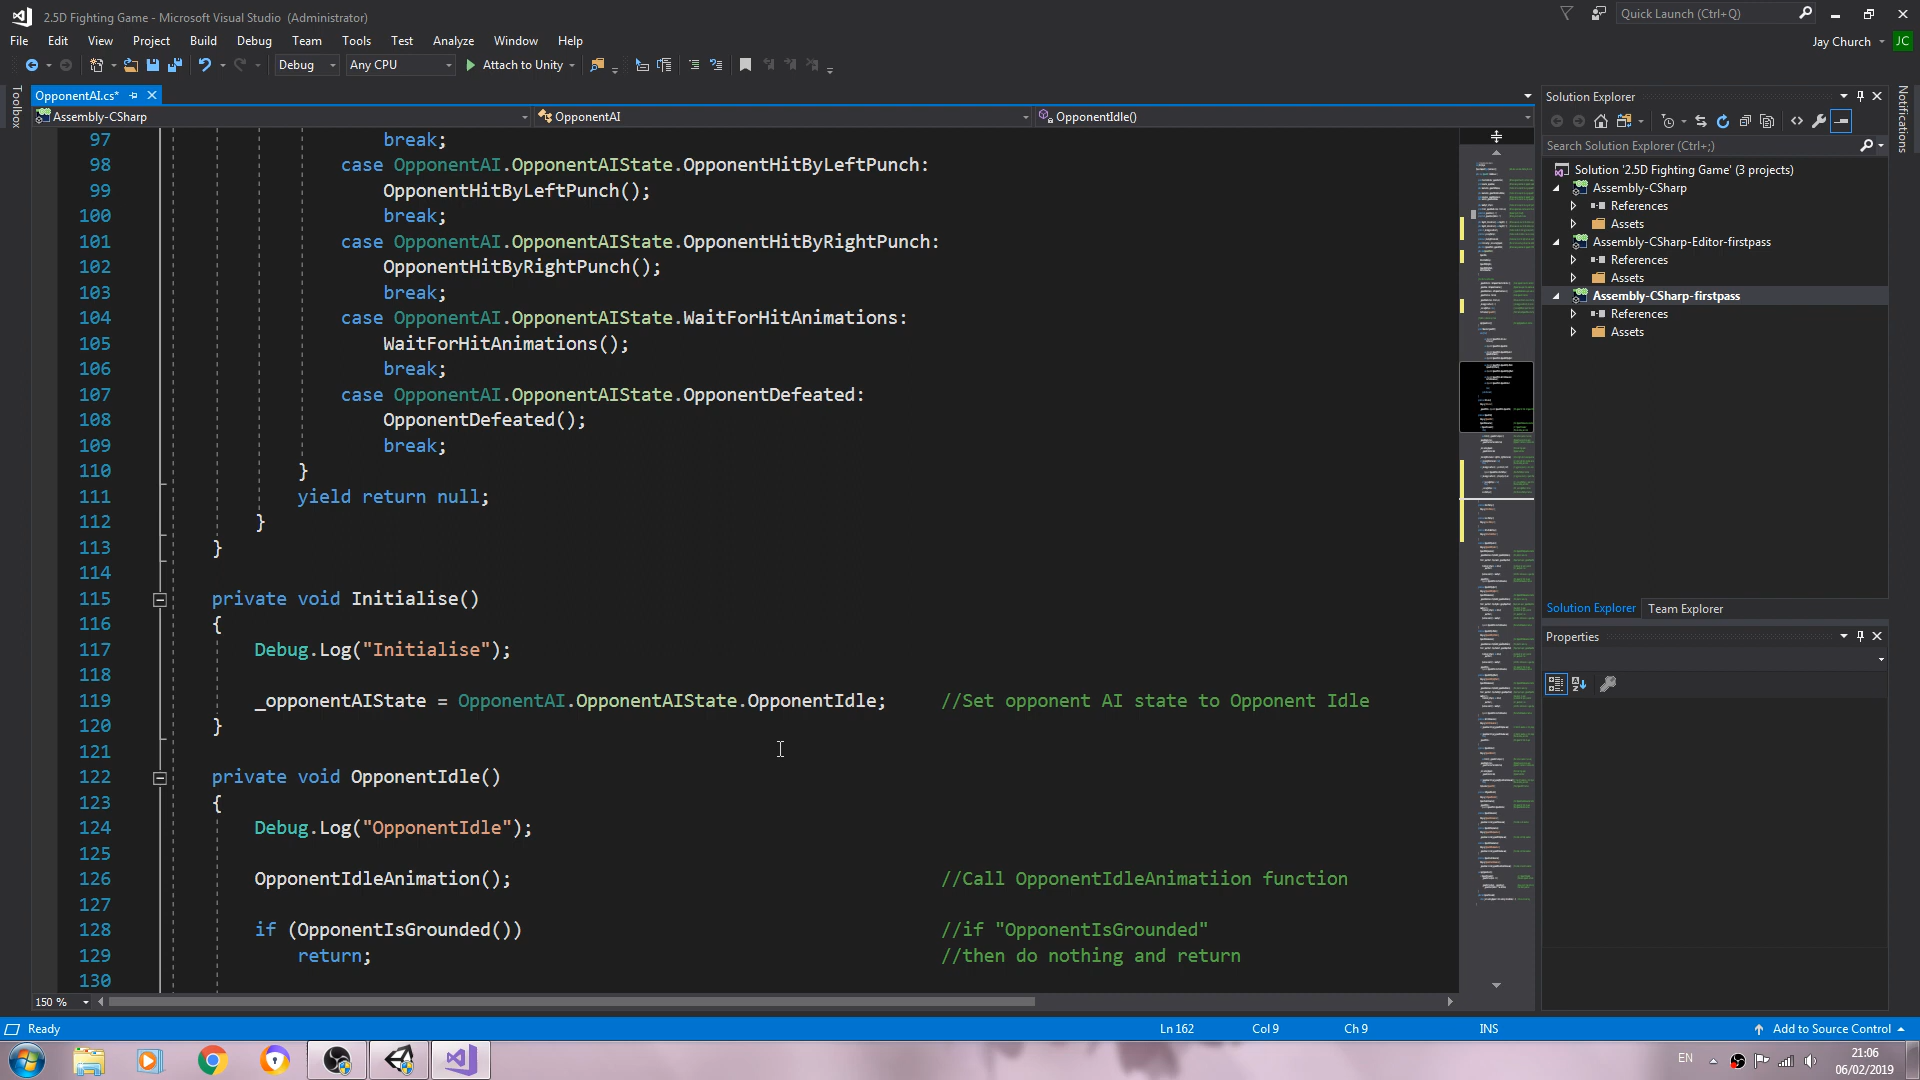 2.5D Fighting Game - Microsoft Visual Studio (Administrator)
Quick Launch (Ctrl+Q)
File Edit View Project Build Debug Team Tools Test Analyze Window Help
Jay Church JC
Debug Any CPU Attach to Unity
Toolbox
OpponentAI.cs*
Assembly-CSharp OpponentAI OpponentIdle()
97 break;
98 case OpponentAI.OpponentAIState.OpponentHitByLeftPunch:
99 OpponentHitByLeftPunch();
100 break;
101 case OpponentAI.OpponentAIState.OpponentHitByRightPunch:
102 OpponentHitByRightPunch();
103 break;
104 case OpponentAI.OpponentAIState.WaitForHitAnimations:
105 WaitForHitAnimations();
106 break;
107 case OpponentAI.OpponentAIState.OpponentDefeated:
108 OpponentDefeated();
109 break;
110 }
111 yield return null;
112 }
113 }
114
115 private void Initialise()
116 {
117 Debug.Log("Initialise");
118
119 _opponentAIState = OpponentAI.OpponentAIState.OpponentIdle; //Set opponent AI state to Opponent Idle
120 }
121
122 private void OpponentIdle()
123 {
124 Debug.Log("OpponentIdle");
125
126 OpponentIdleAnimation(); //Call OpponentIdleAnimatiion function
127
128 if (OpponentIsGrounded()) //if "OpponentIsGrounded"
129 return; //then do nothing and return
130
150 %
Solution Explorer
Search Solution Explorer (Ctrl+;)
Solution '2.5D Fighting Game' (3 projects)
Assembly-CSharp
References
Assets
Assembly-CSharp-Editor-firstpass
References
Assets
Assembly-CSharp-firstpass
References
Assets
Solution Explorer Team Explorer
Properties
Notifications
Ready Ln 162 Col 9 Ch 9 INS Add to Source Control
EN 21:06
06/02/2019